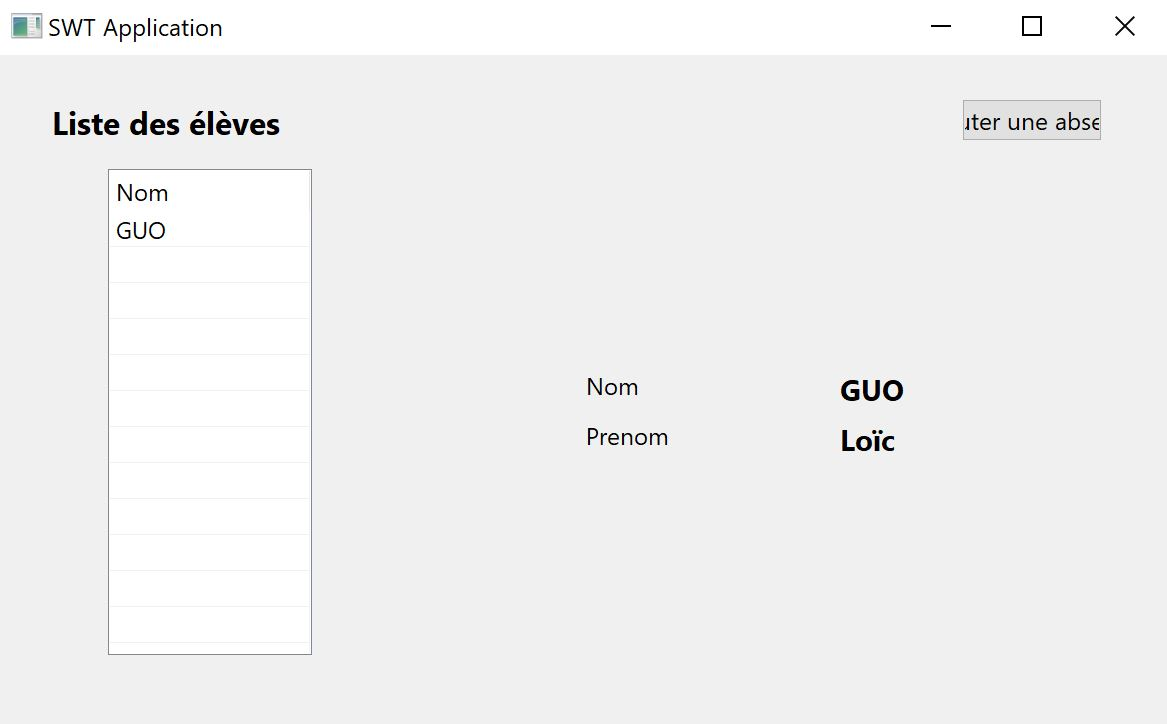 SWT Application
Liste des élèves
uter une abse
Nom
GUO
Nom GUO
Prenom Loïc